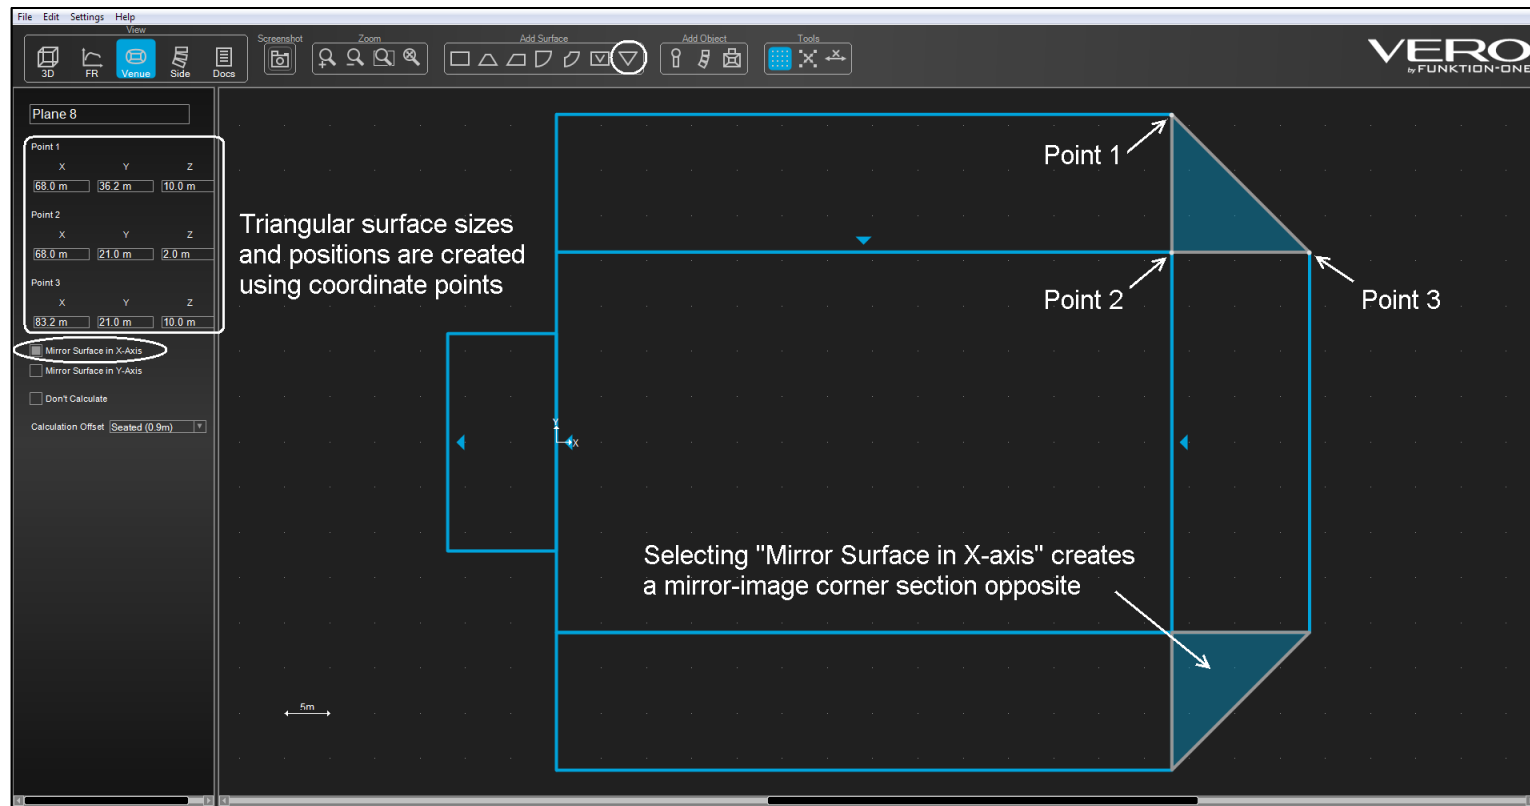 File Edit Settings Help
View
Screenshot
Zoom
Add Surface
Add Object
Tools
3D FR Venue Side Docs
VERO
by FUNKTION-ONE
Plane 8
Point 1
X Y Z
68.0 m 36.2 m 10.0 m
Point 2
X Y Z
68.0 m 21.0 m 2.0 m
Point 3
X Y Z
83.2 m 21.0 m 10.0 m
Mirror Surface in X-Axis
Mirror Surface in Y-Axis
Don't Calculate
Calculation Offset Seated (0.9m)
Triangular surface sizes
and positions are created
using coordinate points
Point 1
Point 2
Point 3
Y
X
Selecting "Mirror Surface in X-axis" creates
a mirror-image corner section opposite
5m